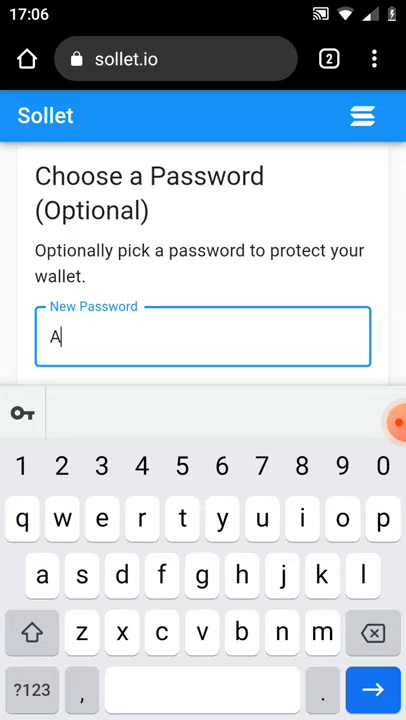 17:06
sollet.io
2
Sollet
Choose a Password
(Optional)
Optionally pick a password to protect your
wallet.
New Password
A
1 2 3 4 5 6 7 8 9 0
q w e r t y u i o p
a s d f g h j k l
z x c v b n m
?123 , .